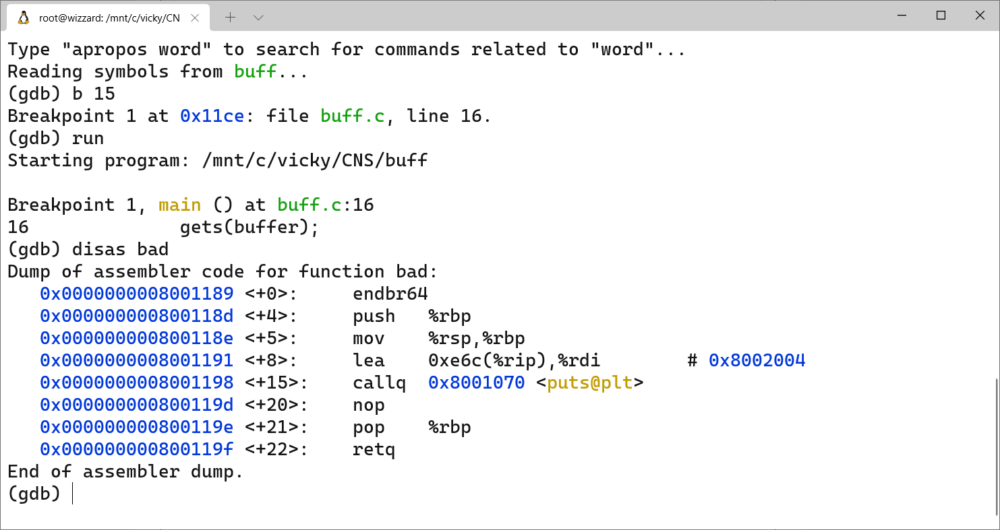 root@wizzard: /mnt/c/vicky/CN
Type "apropos word" to search for commands related to "word"...
Reading symbols from buff...
(gdb) b 15
Breakpoint 1 at 0x11ce: file buff.c, line 16.
(gdb) run
Starting program: /mnt/c/vicky/CNS/buff
Breakpoint 1, main () at buff.c:16
16              gets(buffer);
(gdb) disas bad
Dump of assembler code for function bad:
   0x0000000008001189 <+0>:     endbr64
   0x000000000800118d <+4>:     push   %rbp
   0x000000000800118e <+5>:     mov    %rsp,%rbp
   0x0000000008001191 <+8>:     lea    0xe6c(%rip),%rdi        # 0x8002004
   0x0000000008001198 <+15>:    callq  0x8001070 <puts@plt>
   0x000000000800119d <+20>:    nop
   0x000000000800119e <+21>:    pop    %rbp
   0x000000000800119f <+22>:    retq
End of assembler dump.
(gdb)